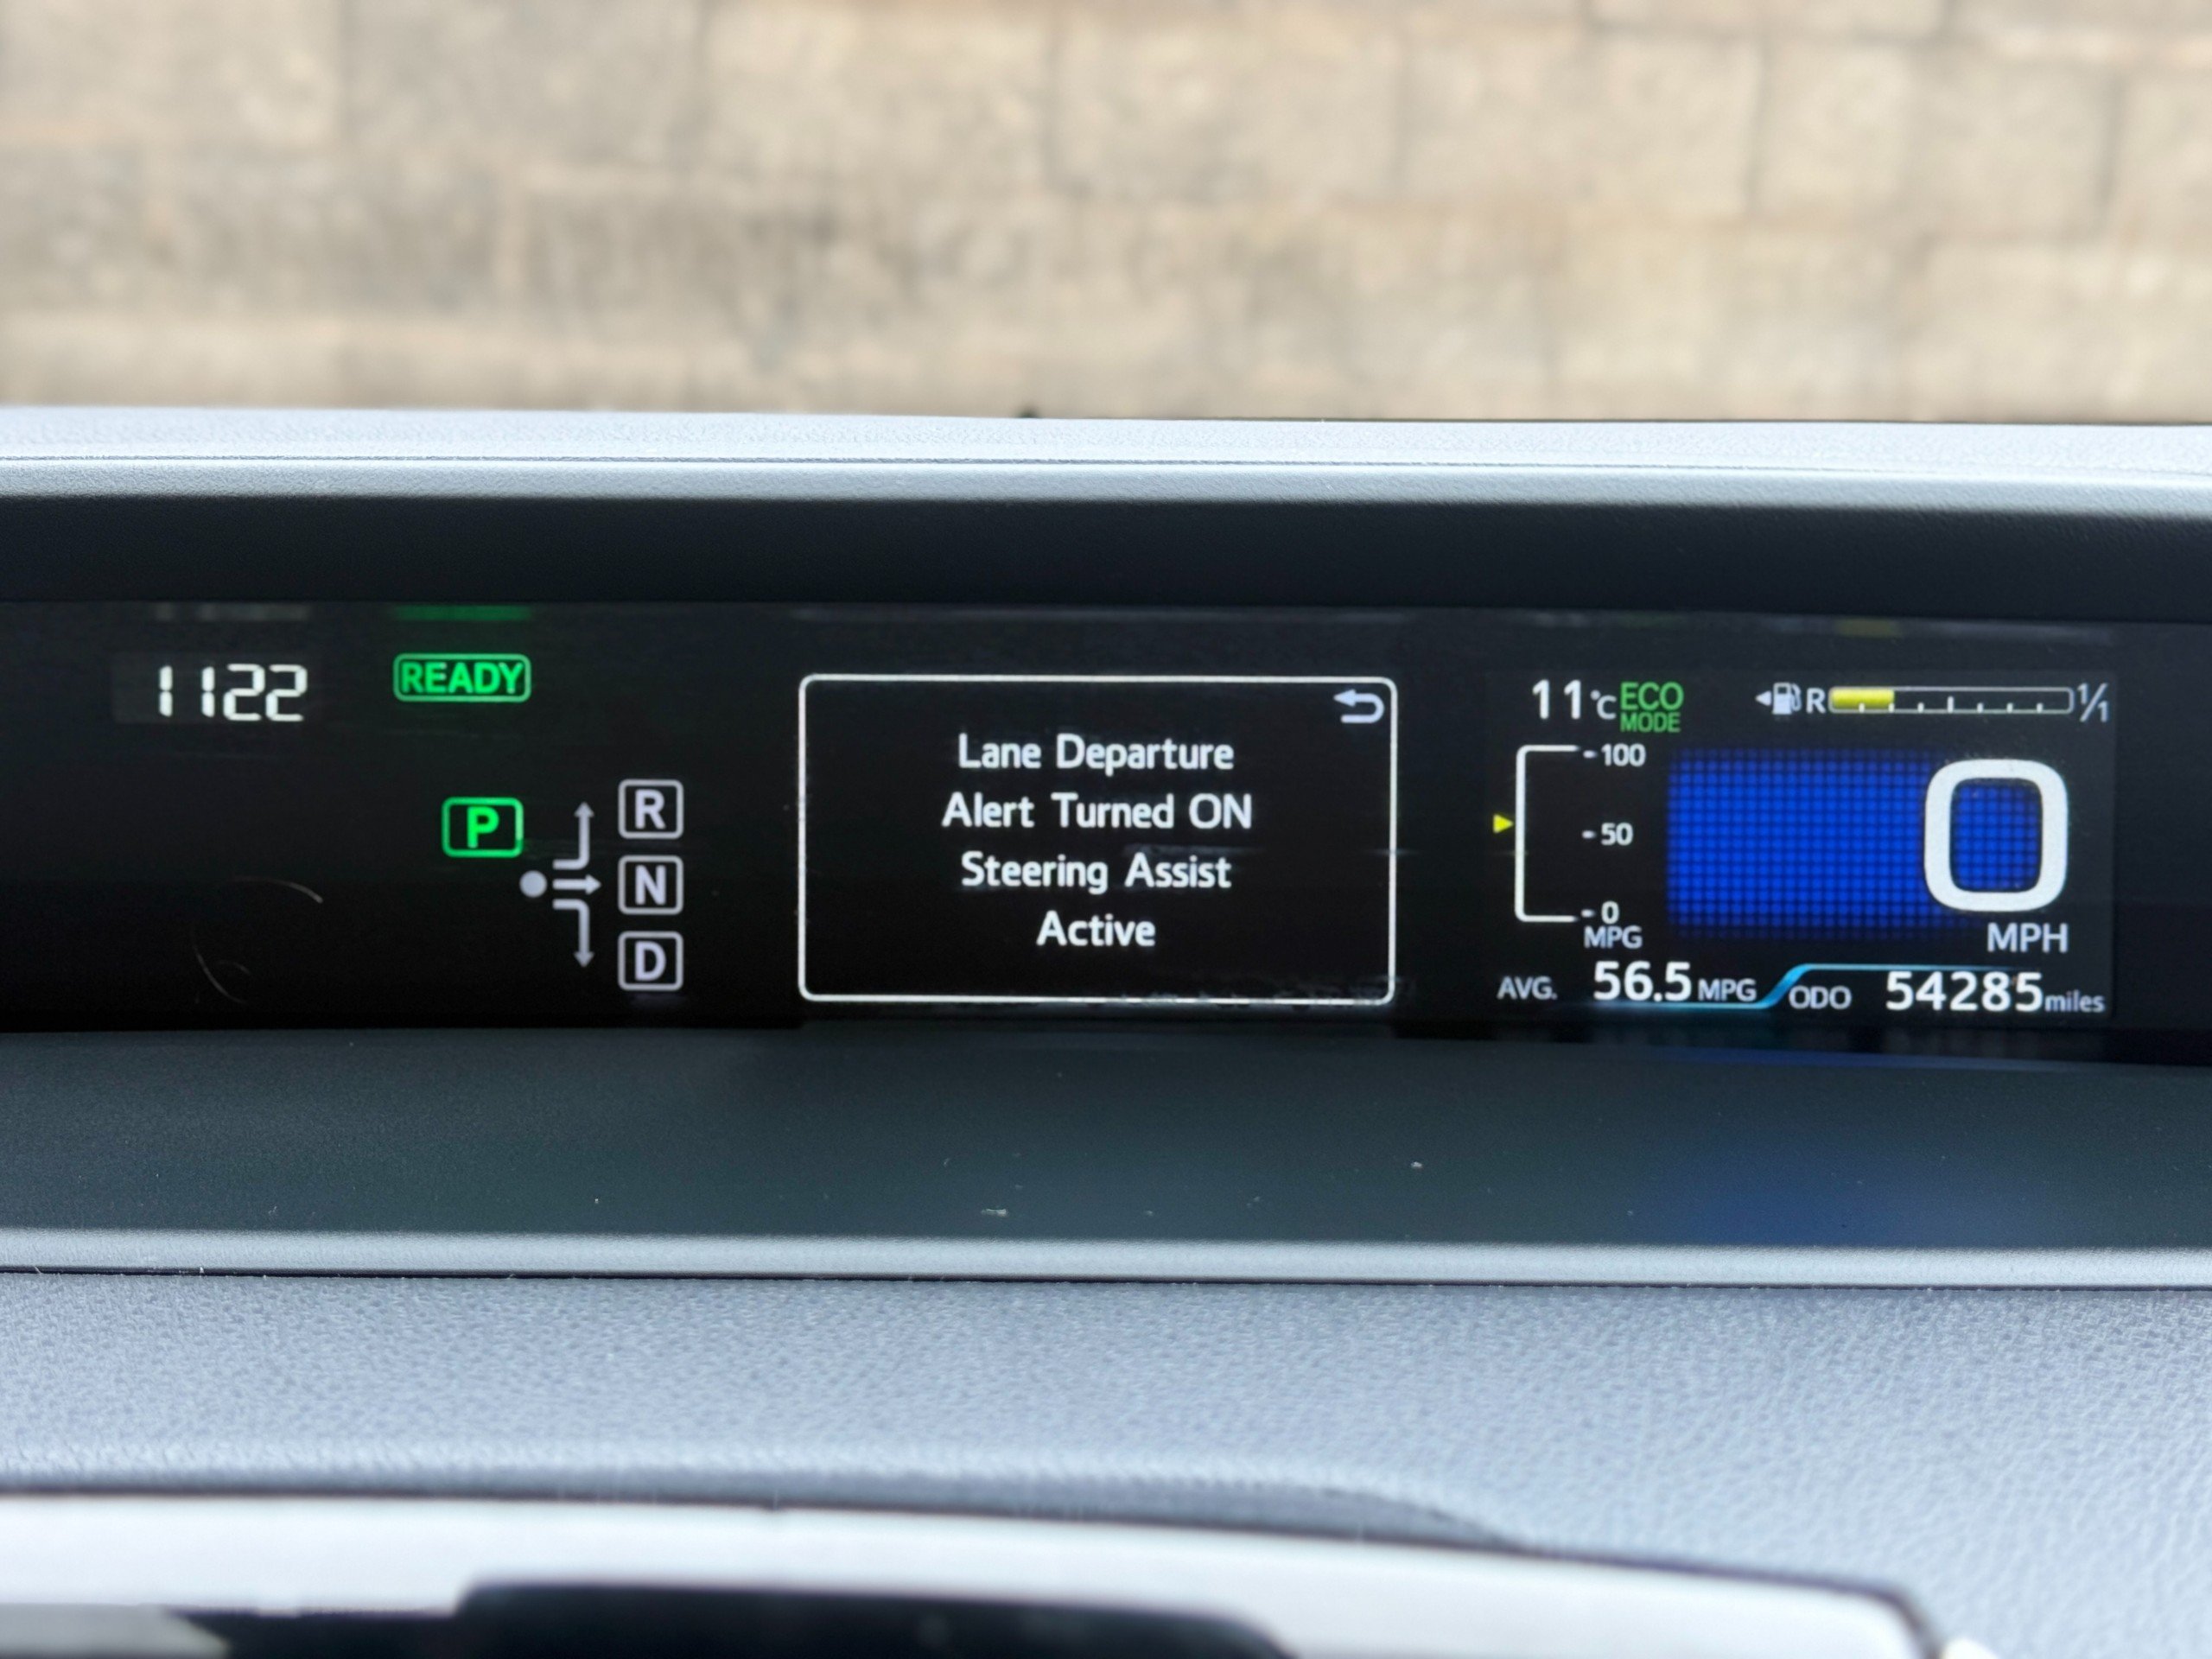 1122
READY
P
R
N
D
Lane Departure
Alert Turned ON
Steering Assist
Active
11°C ECO MODE
R 1/1
100
50
0
MPG
0
MPH
AVG. 56.5 MPG
ODO 54285 miles